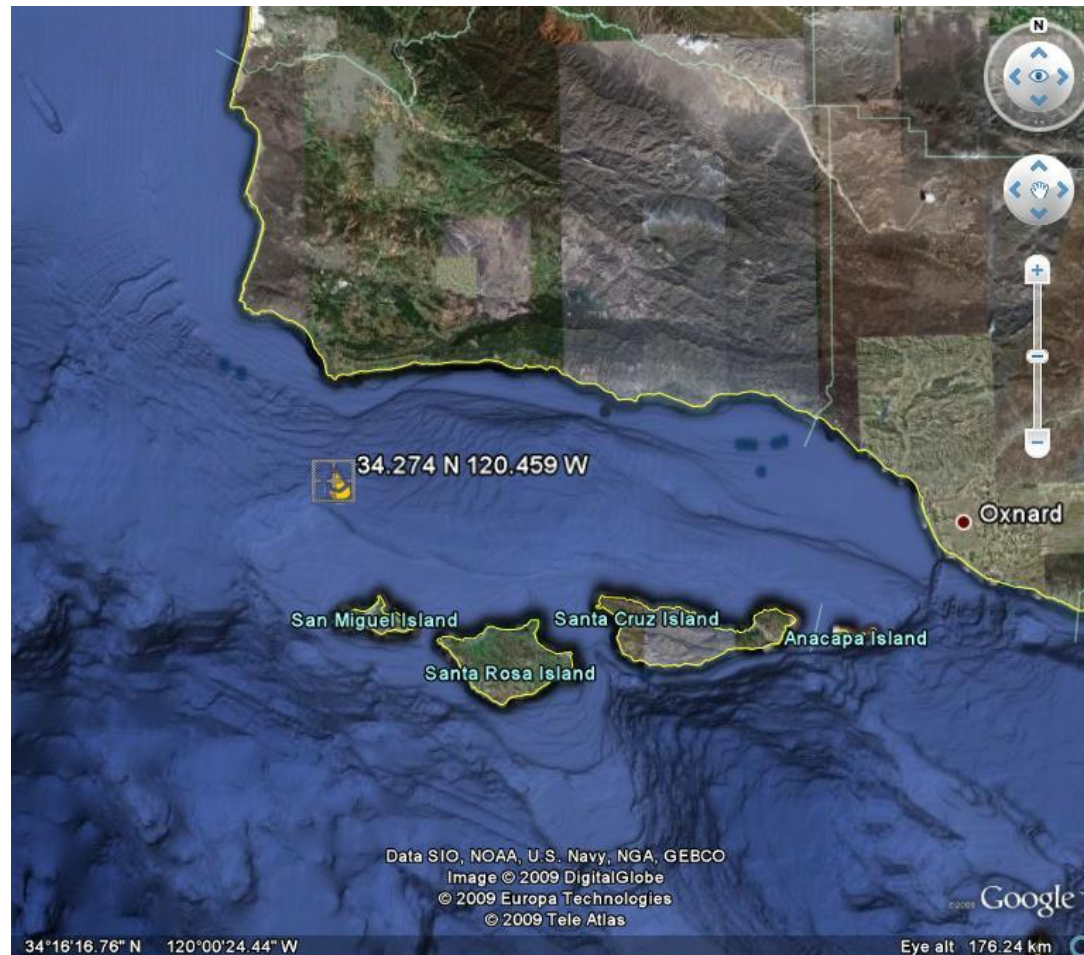 N
34.274 N 120.459 W
Oxnard
San Miguel Island
Santa Cruz Island
Anacapa Island
Santa Rosa Island
Data SIO, NOAA, U.S. Navy, NGA, GEBCO
Image © 2009 DigitalGlobe
© 2009 Europa Technologies
© 2009 Tele Atlas
Google
34°16'16.76" N 120°00'24.44" W
Eye alt 176.24 km